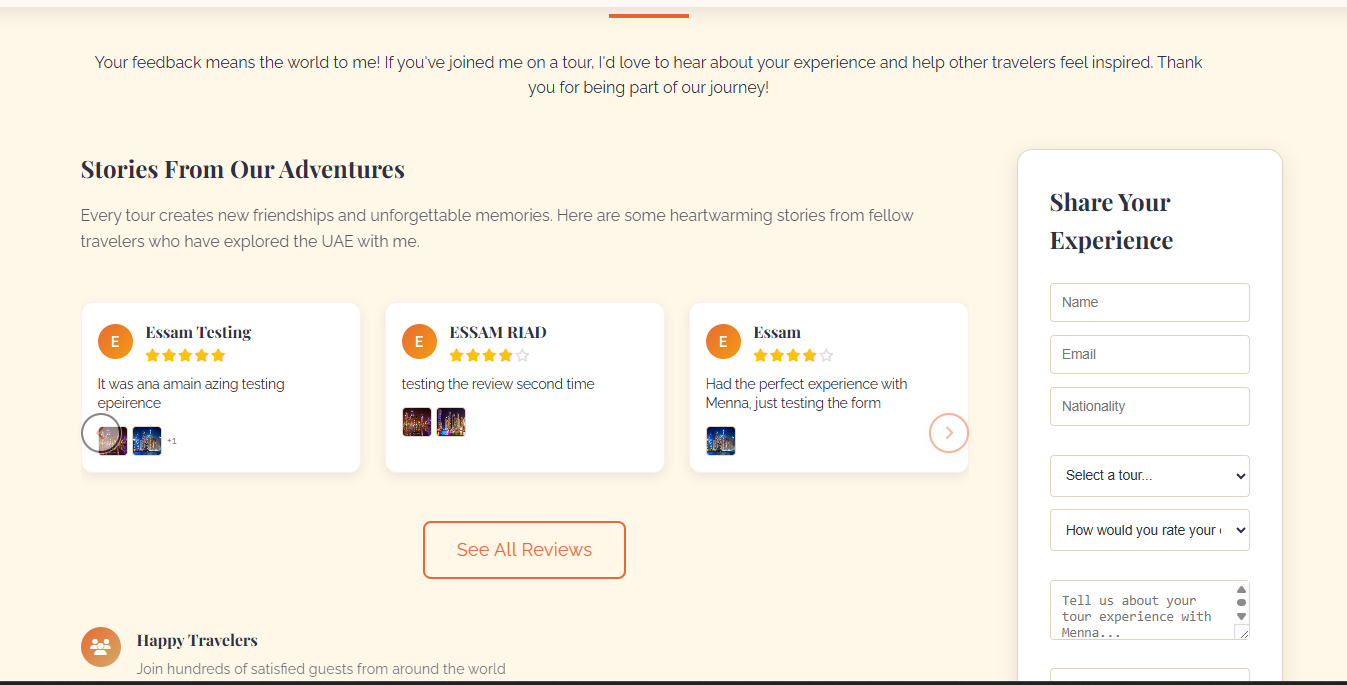 Your feedback means the world to me! If you've joined me on a tour, I'd love to hear about your experience and help other travelers feel inspired. Thank
you for being part of our journey!
Stories From Our Adventures
Every tour creates new friendships and unforgettable memories. Here are some heartwarming stories from fellow
travelers who have explored the UAE with me.
E
Essam Testing
It was ana amain azing testing
epeirence
+1
E
ESSAM RIAD
testing the review second time
E
Essam
Had the perfect experience with
Menna, just testing the form
See All Reviews
Happy Travelers
Join hundreds of satisfied guests from around the world
Share Your
Experience
Name
Email
Nationality
Select a tour...
How would you rate your
Tell us about your
tour experience with
Menna...